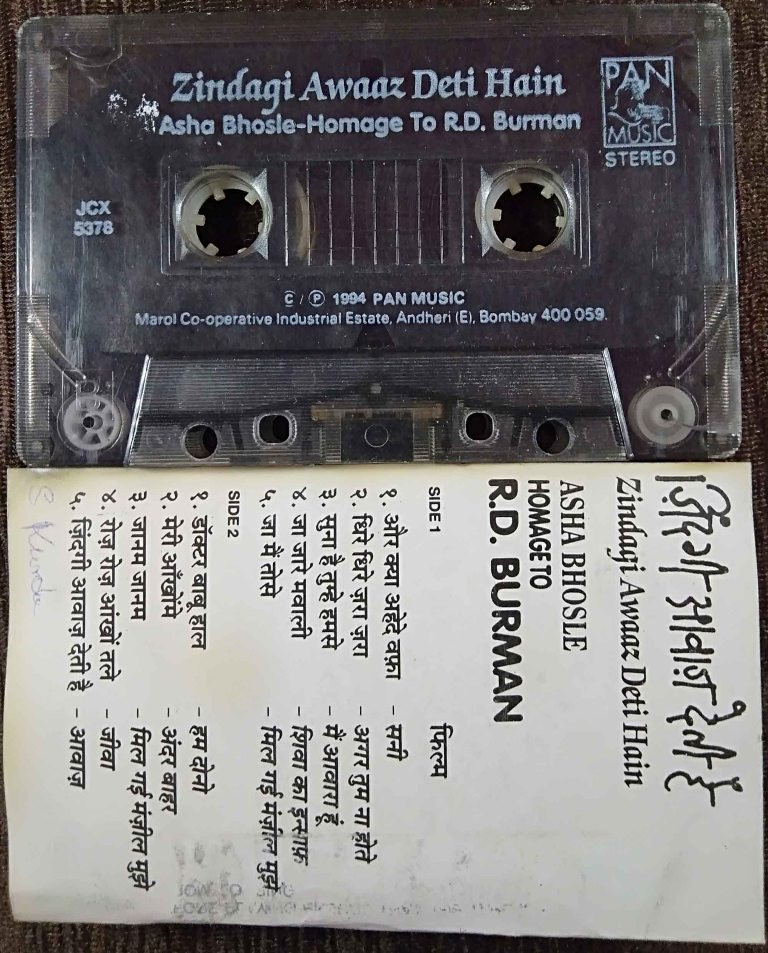 Zindagi Awaaz Deti Hain
Asha Bhosle-Homage To R.D. Burman
PAN
MUSIC
STEREO
JCX
5378
C / P 1994 PAN MUSIC
Marol Co-operative Industrial Estate, Andheri (E), Bombay 400 059.
ज़िंदगी आवाज़ देती है
Zindagi Awaaz Deti Hain
ASHA BHOSLE
HOMAGE TO
R.D. BURMAN
SIDE 1 फिल्म
१. और क्या अहेदे वफ़ा - सनी
२. धिरे धिरे ज़रा ज़रा - अगर तुम ना होते
३. सुना है तुम्हे हमसे - मैं आवारा हूं
४. जा जारे मवाली - शिवा का इन्साफ़
५. जा मैं तोसे - मिल गई मंज़ील मुझे
SIDE 2
१. डॉक्टर बाबू हाल - हम दोनो
२. मेरी आँखोंसे - अंदर बाहर
३. जानम जानम - मिल गई मंज़ील मुझे
४. रोज़ रोज़ आंखों तले - जीवा
५. ज़िंदगी आवाज़ देती है - आवाज़